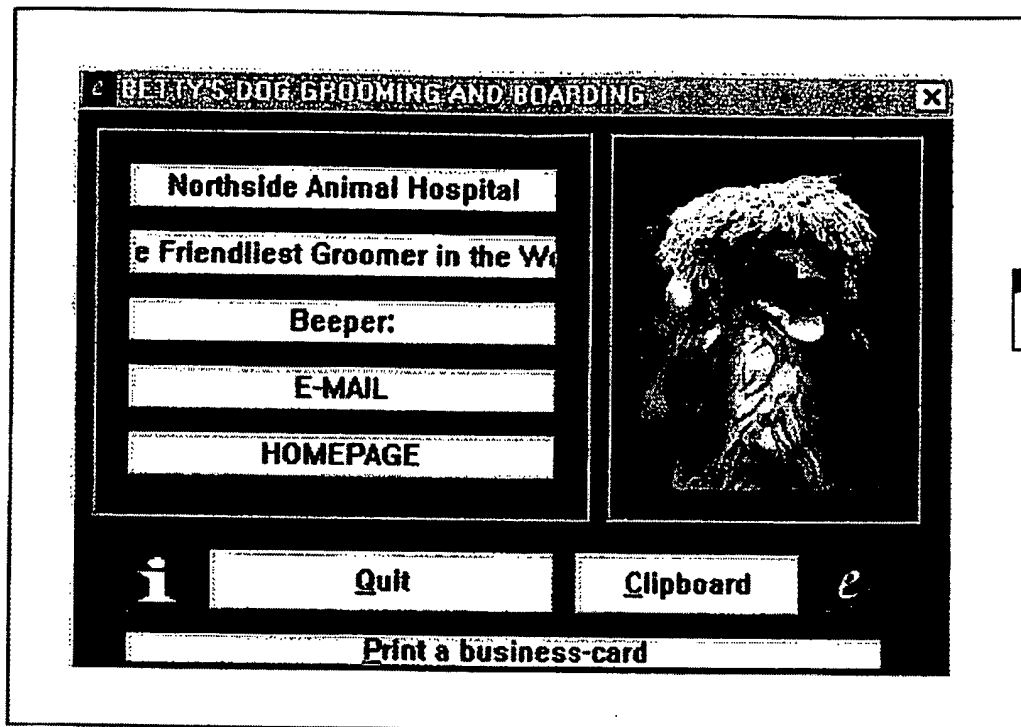 e BETTY'S DOG GROOMING AND BOARDING
Northside Animal Hospital
e Friendliest Groomer in the Wo
Beeper:
E-MAIL
HOMEPAGE
i Quit Clipboard e
Print a business-card